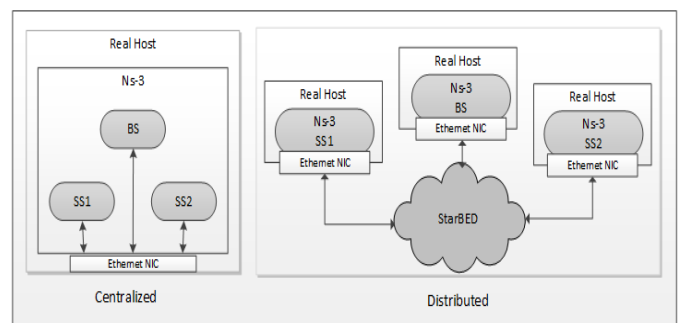 Real Host
Ns-3
BS
SS1
SS2
Ethernet NIC
Centralized
Real Host
Ns-3
SS1
Ethernet NIC
Real Host
Ns-3
BS
Ethernet NIC
Real Host
Ns-3
SS2
Ethernet NIC
StarBED
Distributed